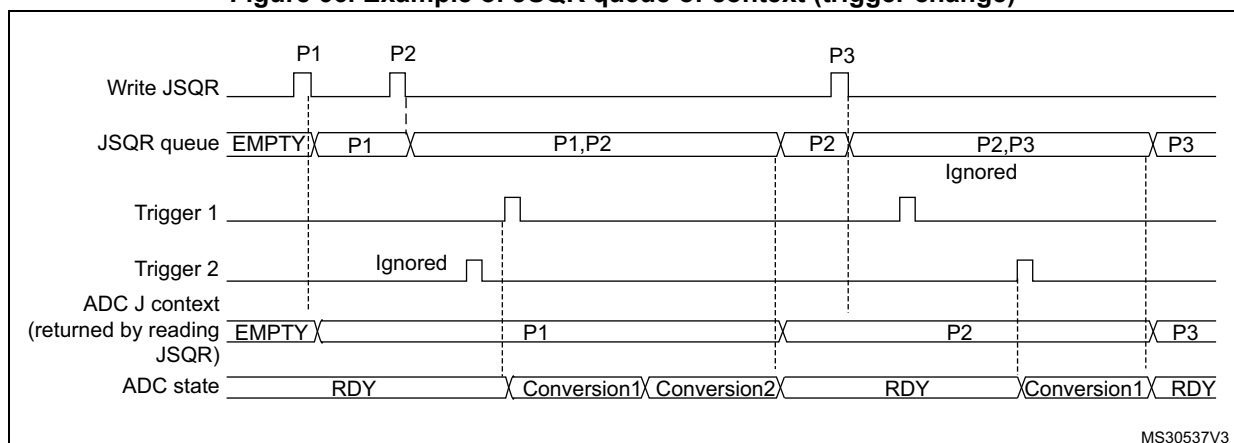 Figure 60. Example of JSQR queue of context (trigger change)
P1 P2 P3
Write JSQR
JSQR queue EMPTY P1 P1,P2 P2 P2,P3 P3
Ignored
Trigger 1
Trigger 2 Ignored
ADC J context
(returned by reading EMPTY P1 P2 P3
JSQR)
ADC state RDY Conversion1 Conversion2 RDY Conversion1 RDY
MS30537V3